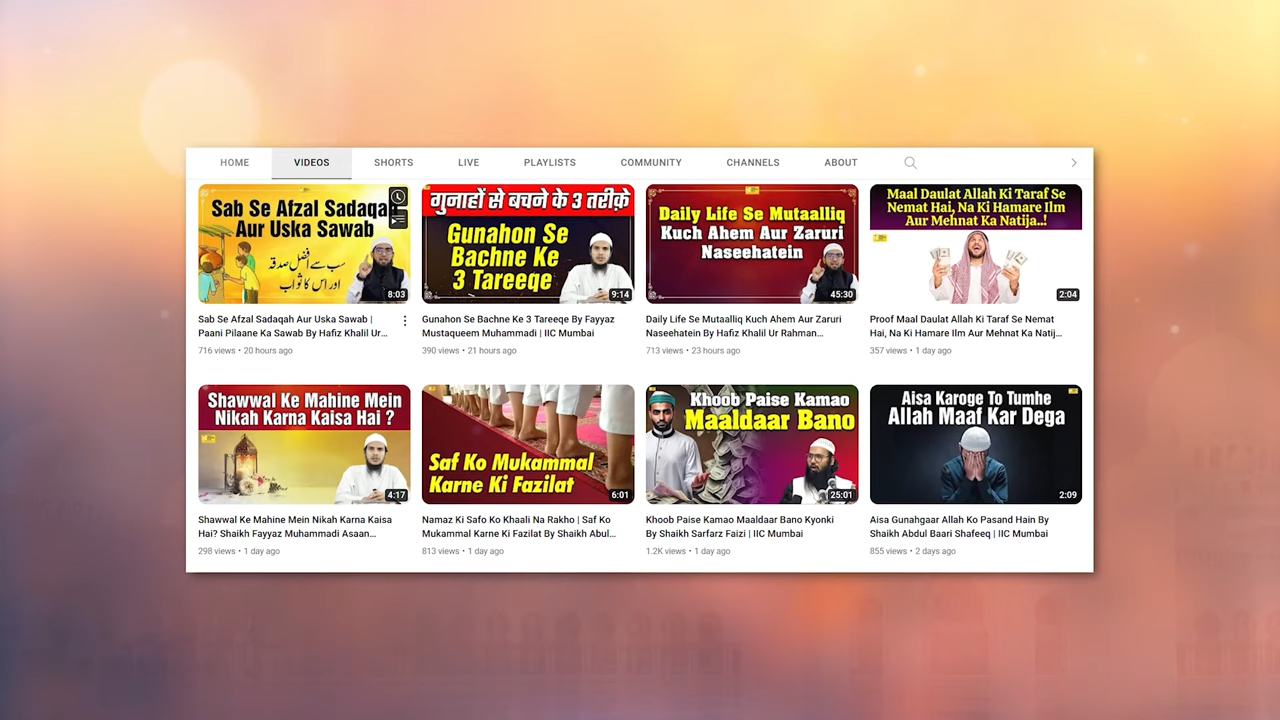 HOME VIDEOS SHORTS LIVE PLAYLISTS COMMUNITY CHANNELS ABOUT
Sab Se Afzal Sadaqah
Aur Uska Sawab
سب سے افضل صدقہ
اور اس کا ثواب
8:03
Sab Se Afzal Sadaqah Aur Uska Sawab |
Paani Pilaane Ka Sawab By Hafiz Khalil Ur...
716 views • 20 hours ago
गुनाहों से बचने के 3 तरीक़े
Gunahon Se
Bachne Ke
3 Tareeqe
9:14
Gunahon Se Bachne Ke 3 Tareeqe By Fayyaz
Mustaqueem Muhammadi | IIC Mumbai
390 views • 21 hours ago
Daily Life Se Mutaalliq
Kuch Ahem Aur Zaruri
Naseehatein
45:30
Daily Life Se Mutaalliq Kuch Ahem Aur Zaruri
Naseehatein By Hafiz Khalil Ur Rahman...
713 views • 23 hours ago
Maal Daulat Allah Ki Taraf Se
Nemat Hai, Na Ki Hamare Ilm
Aur Mehnat Ka Natija..!
2:04
Proof Maal Daulat Allah Ki Taraf Se Nemat
Hai, Na Ki Hamare Ilm Aur Mehnat Ka Natij...
357 views • 1 day ago
Shawwal Ke Mahine Mein
Nikah Karna Kaisa Hai ?
4:17
Shawwal Ke Mahine Mein Nikah Karna Kaisa
Hai? Shaikh Fayyaz Muhammadi Asaan...
298 views • 1 day ago
Saf Ko Mukammal
Karne Ki Fazilat
6:01
Namaz Ki Safo Ko Khaali Na Rakho | Saf Ko
Mukammal Karne Ki Fazilat By Shaikh Abul...
813 views • 1 day ago
Khoob Paise Kamao
Maaldaar Bano
25:01
Khoob Paise Kamao Maaldaar Bano Kyonki
By Shaikh Sarfarz Faizi | IIC Mumbai
1.2K views • 1 day ago
Aisa Karoge To Tumhe
Allah Maaf Kar Dega
2:09
Aisa Gunahgaar Allah Ko Pasand Hain By
Shaikh Abdul Baari Shafeeq | IIC Mumbai
855 views • 2 days ago